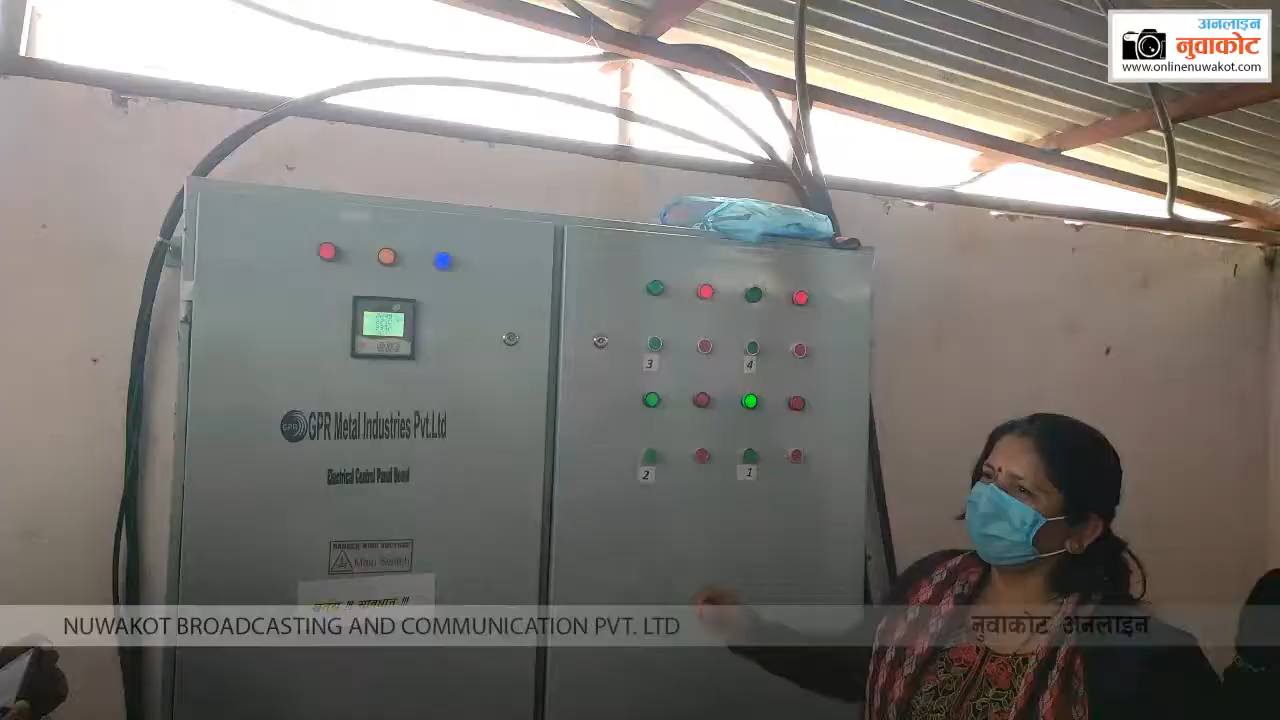 अनलाइन
नुवाकोट
www.onlinenuwakot.com
GPR Metal Industries Pvt.Ltd
Electrical Control Panel Board
3
4
2
1
Main Switch
सावधान !!!
NUWAKOT BROADCASTING AND COMMUNICATION PVT. LTD
नुवाकोट अनलाइन